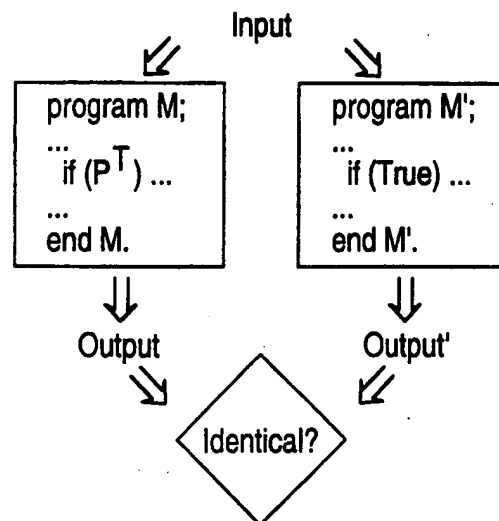 Input
program M;
...
if (P^T) ...
...
end M.
program M';
...
if (True) ...
...
end M'.
Output
Output'
Identical?